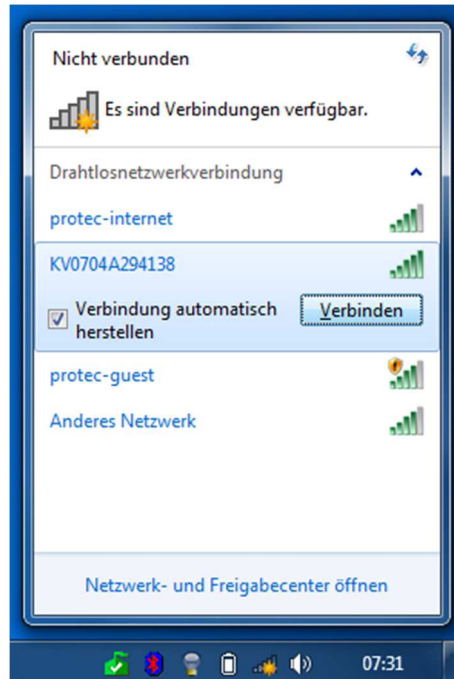 Nicht verbunden
Es sind Verbindungen verfügbar.
Drahtlosnetzwerkverbindung
protec-internet
KV0704A294138
Verbindung automatisch
herstellen
Verbinden
protec-guest
Anderes Netzwerk
Netzwerk- und Freigabecenter öffnen
07:31